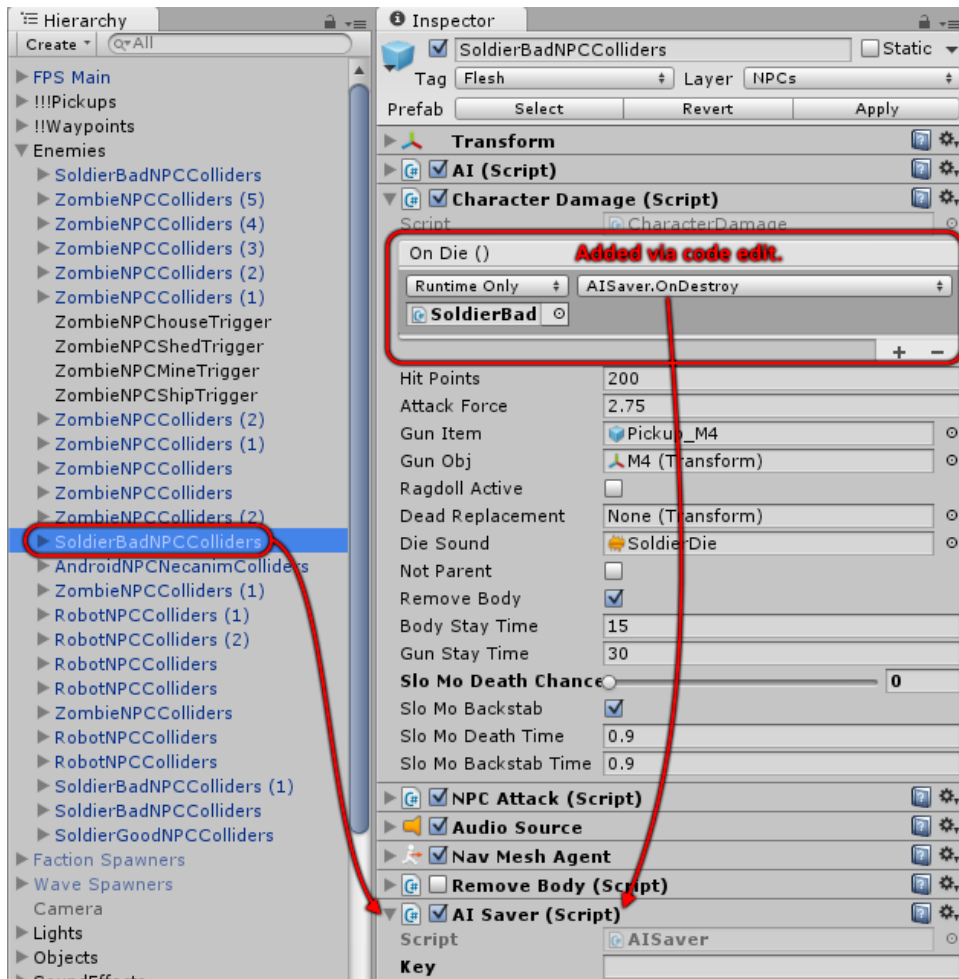 Hierarchy
Create
All
FPS Main
!!!Pickups
!!Waypoints
Enemies
SoldierBadNPCColliders
ZombieNPCColliders (5)
ZombieNPCColliders (4)
ZombieNPCColliders (3)
ZombieNPCColliders (2)
ZombieNPCColliders (1)
ZombieNPChouseTrigger
ZombieNPCShedTrigger
ZombieNPCMineTrigger
ZombieNPCShipTrigger
ZombieNPCColliders (2)
ZombieNPCColliders (1)
ZombieNPCColliders
ZombieNPCColliders
ZombieNPCColliders (2)
SoldierBadNPCColliders
AndroidNPCNecanimColliders
ZombieNPCColliders (1)
RobotNPCColliders (1)
RobotNPCColliders (2)
RobotNPCColliders
RobotNPCColliders
ZombieNPCColliders
RobotNPCColliders
RobotNPCColliders
SoldierBadNPCColliders (1)
SoldierBadNPCColliders
SoldierGoodNPCColliders
Faction Spawners
Wave Spawners
Camera
Lights
Objects
SoundEffects
Inspector
SoldierBadNPCColliders Static
Tag Flesh Layer NPCs
Prefab Select Revert Apply
Transform
AI (Script)
Character Damage (Script)
Script CharacterDamage
On Die () Added via code edit.
Runtime Only AISaver.OnDestroy
SoldierBad
+ −
Hit Points 200
Attack Force 2.75
Gun Item Pickup_M4
Gun Obj M4 (Transform)
Ragdoll Active
Dead Replacement None (Transform)
Die Sound SoldierDie
Not Parent
Remove Body
Body Stay Time 15
Gun Stay Time 30
Slo Mo Death Chance 0
Slo Mo Backstab
Slo Mo Death Time 0.9
Slo Mo Backstab Time 0.9
NPC Attack (Script)
Audio Source
Nav Mesh Agent
Remove Body (Script)
AI Saver (Script)
Script AISaver
Key